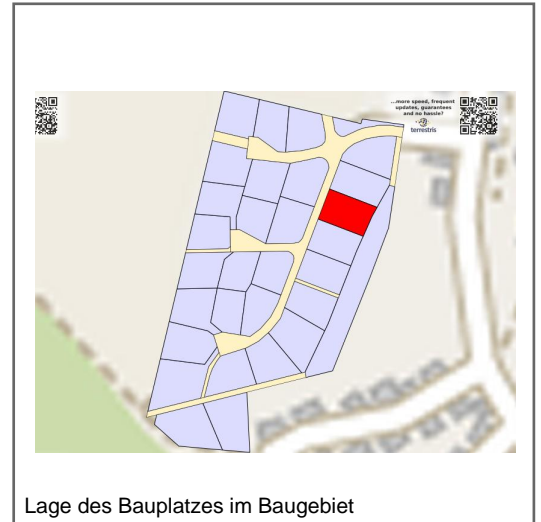 ...more speed, frequent
updates, guarantees
and no hassle?
terrestris
Lage des Bauplatzes im Baugebiet